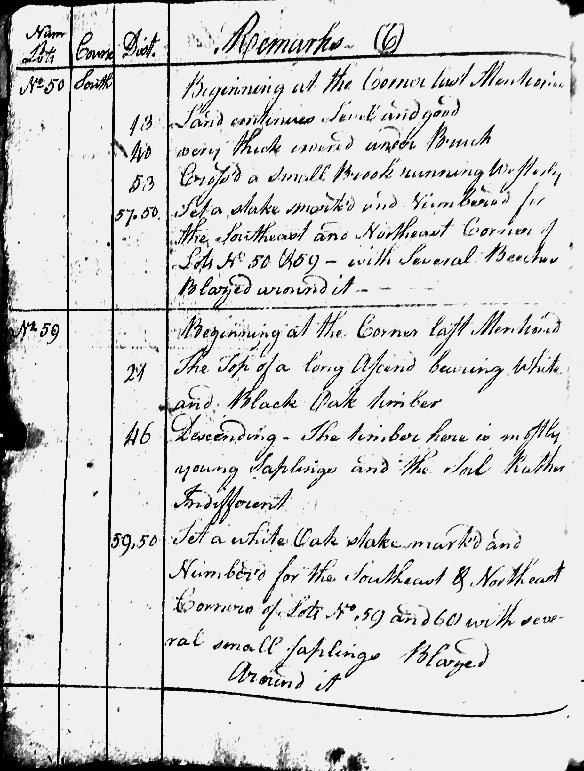 Num Lots Course Dist. Remarks (6)
No. 50 South Beginning at the Corner last Mentioned
13 Land continues Level and good
40 very thick covered under Brush
53 Cross'd a small Brook running Westerly
57.50 Set a stake mark'd and Numbered for
the Southeast and Northeast Corner of
Lots No. 50 & 59 - with Several Beeches
Blazed around it - - -
No. 59 Beginning at the Corner last Mentioned
21 The Top of a long Ascend bearing White
and Black Oak timber
46 Descending - The timber here is mostly
young Saplings and the Soil Rather
Indifferent
59.50 Set a white Oak stake mark'd and
Number'd for the Southeast & Northeast
Corners of Lots No. 59 and 60 with seve-
ral small saplings Blazed
Around it